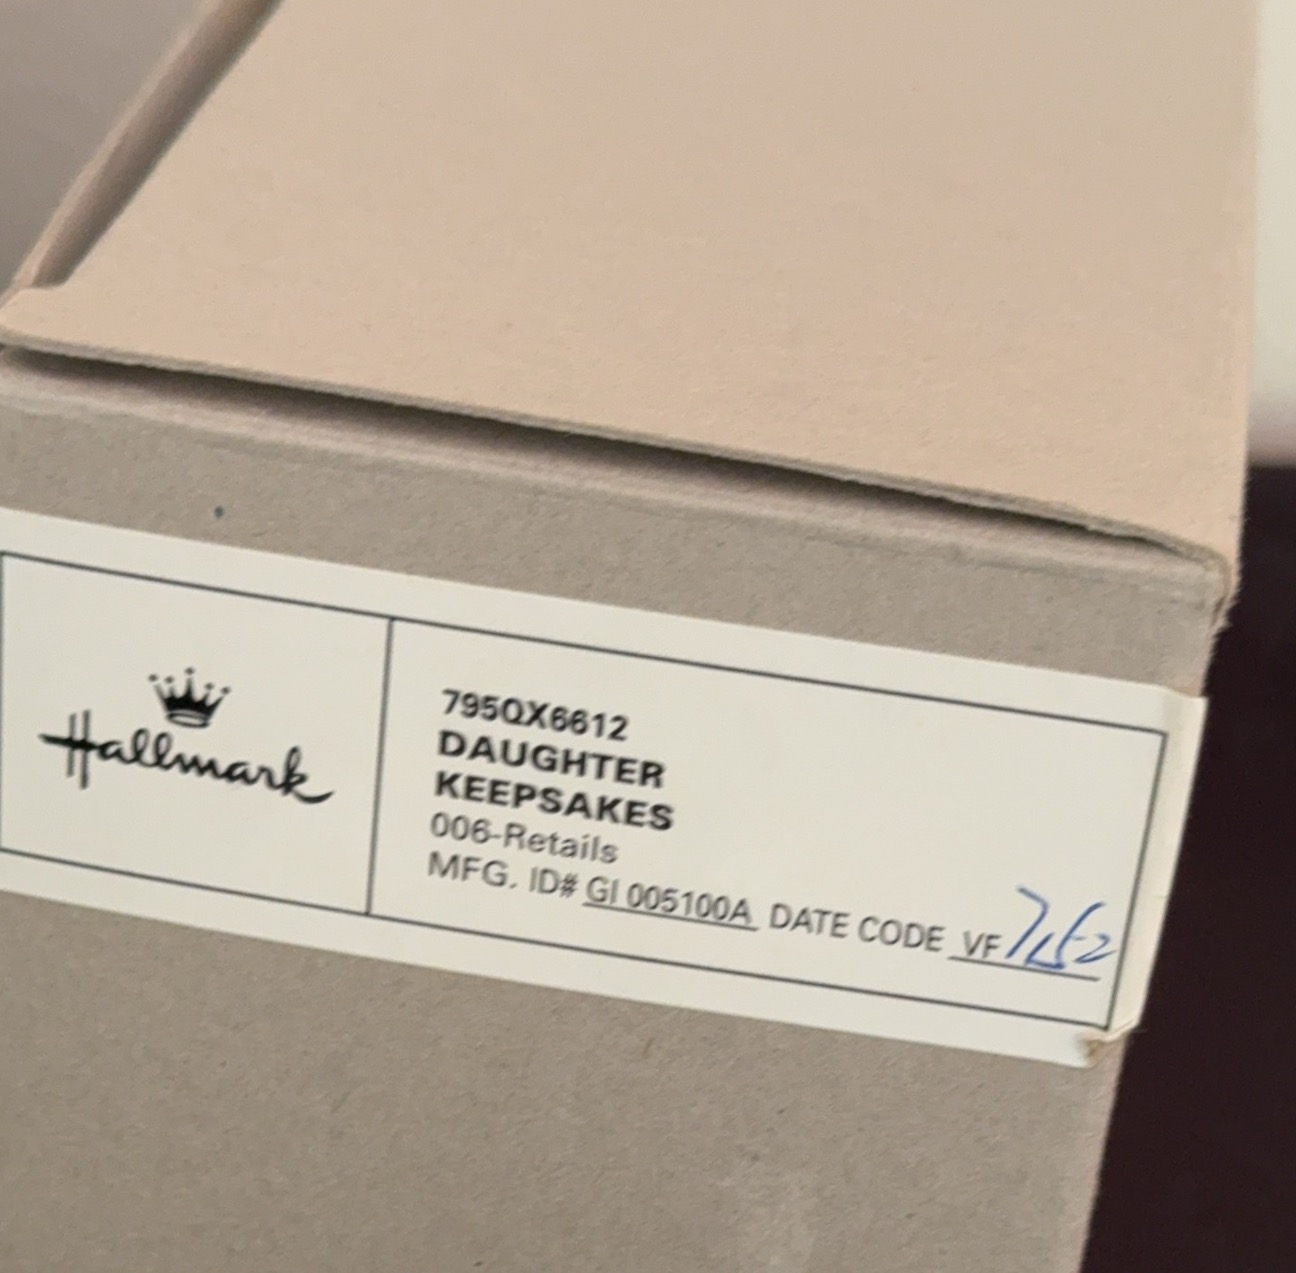 Hallmark
795QX6612
DAUGHTER
KEEPSAKES
006-Retails
MFG. ID# GI 005100A DATE CODE VF